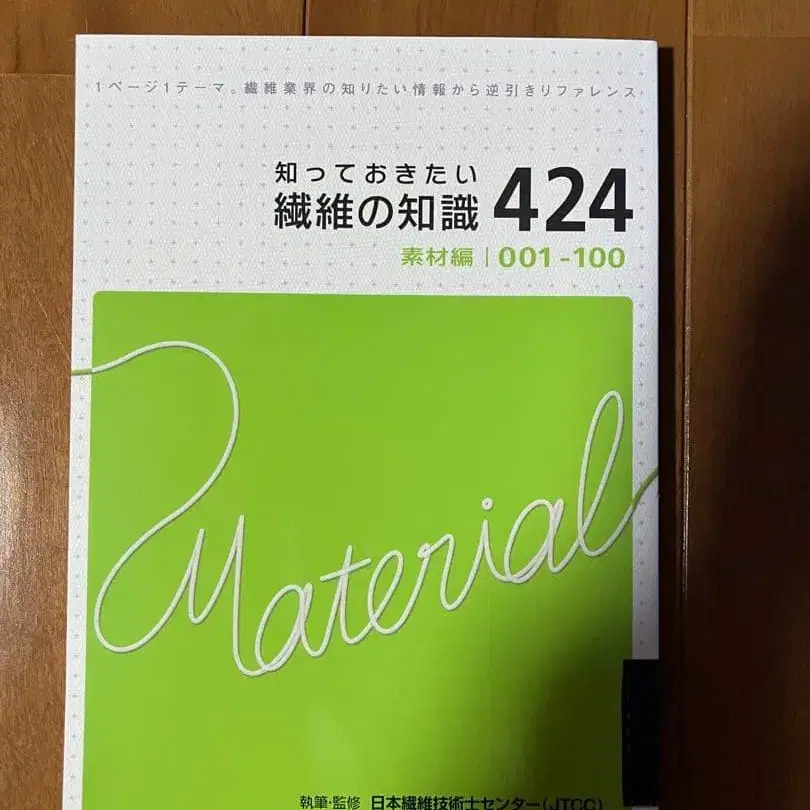 1ページ1テーマ。繊維業界の知りたい情報から逆引きリファレンス
知っておきたい
繊維の知識 424
素材編 | 001-100
Material
執筆・監修 日本繊維技術士センター(JTCC)